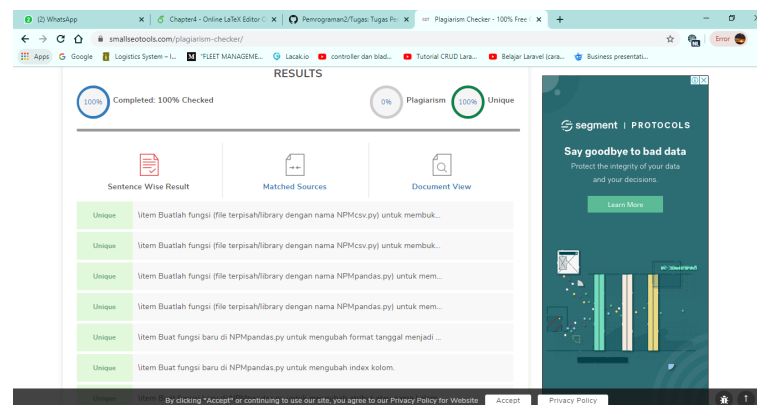 (2) WhatsApp
Chapter4 - Online LaTeX Editor
Pemrograman2/Tugas: Tugas Pe
Plagiarism Checker - 100% Free
smallseotools.com/plagiarism-checker/
Error
Apps
Google
Logistics System – I...
"FLEET MANAGEME...
Lacak.io
controller dan blad...
Tutorial CRUD Lara...
Belajar Laravel [cara...
Business presentati...
RESULTS
100%
Completed: 100% Checked
0%
Plagiarism
100%
Unique
Sentence Wise Result
Matched Sources
Document View
Unique \item Buatlah fungsi (file terpisah/library dengan nama NPMcsv.py) untuk membuk...
Unique \item Buatlah fungsi (file terpisah/library dengan nama NPMcsv.py) untuk membuk...
Unique \item Buatlah fungsi (file terpisah/library dengan nama NPMpandas.py) untuk mem...
Unique \item Buatlah fungsi (file terpisah/library dengan nama NPMpandas.py) untuk mem...
Unique \item Buat fungsi baru di NPMpandas.py untuk mengubah format tanggal menjadi ...
Unique \item Buat fungsi baru di NPMpandas.py untuk mengubah index kolom.
segment | PROTOCOLS
Say goodbye to bad data
Protect the integrity of your data
and your decisions.
Learn More
By clicking "Accept" or continuing to use our site, you agree to our Privacy Policy for Website
Accept
Privacy Policy